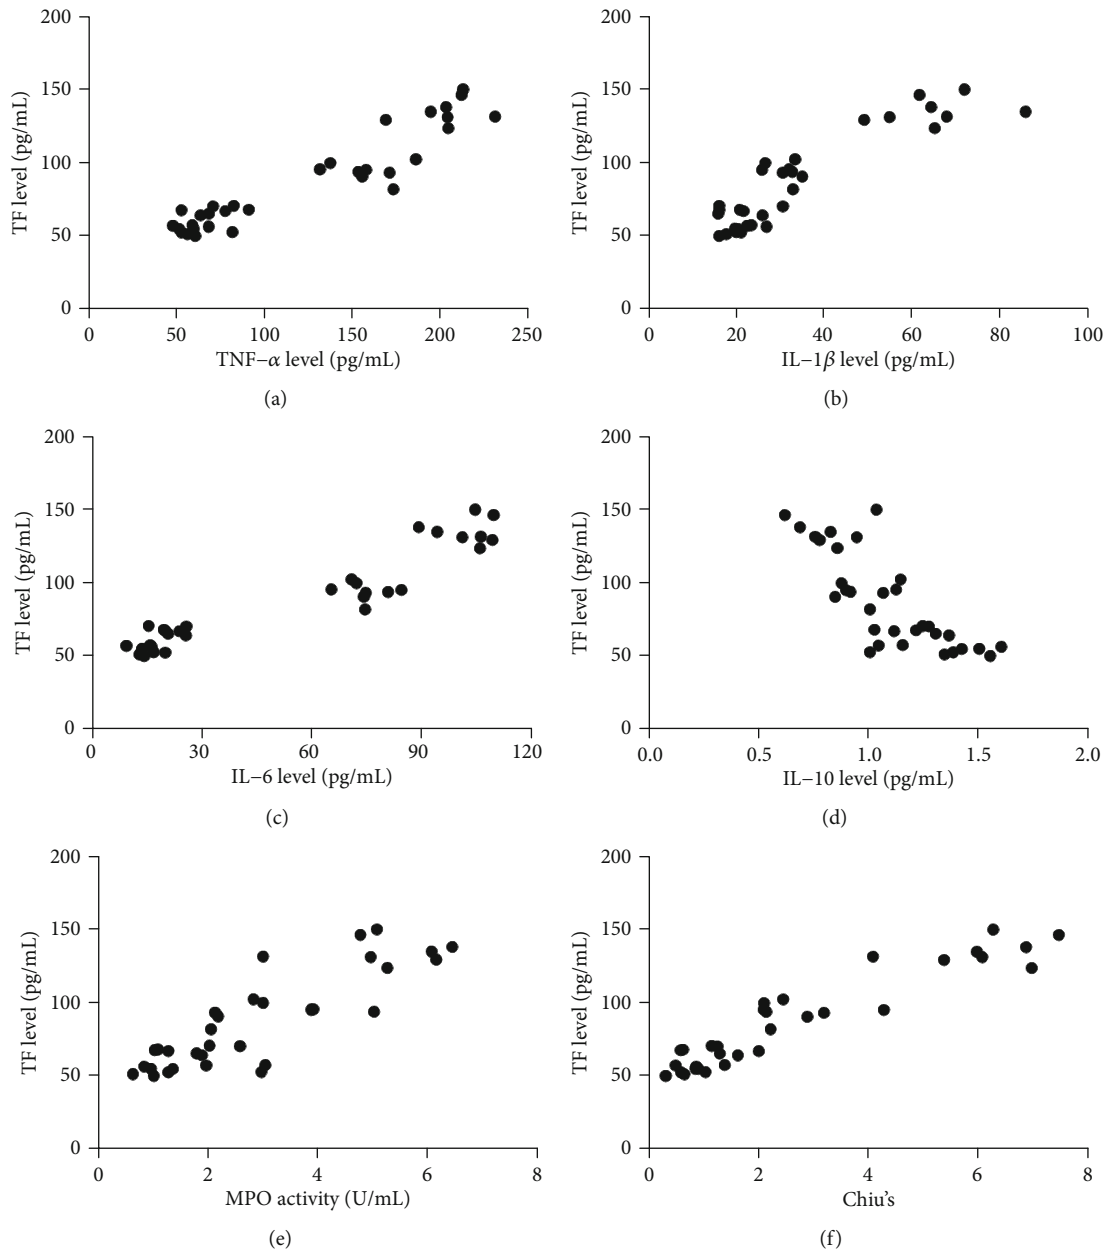 200
150
100
50
0
TF level (pg/mL)
0 50 100 150 200 250
TNF−α level (pg/mL)
(a)
200
150
100
50
0
TF level (pg/mL)
0 20 40 60 80 100
IL−1β level (pg/mL)
(b)
200
150
100
50
0
TF level (pg/mL)
0 30 60 90 120
IL−6 level (pg/mL)
(c)
200
150
100
50
0
TF level (pg/mL)
0.0 0.5 1.0 1.5 2.0
IL−10 level (pg/mL)
(d)
200
150
100
50
0
TF level (pg/mL)
0 2 4 6 8
MPO activity (U/mL)
(e)
200
150
100
50
0
TF level (pg/mL)
0 2 4 6 8
Chiu's
(f)